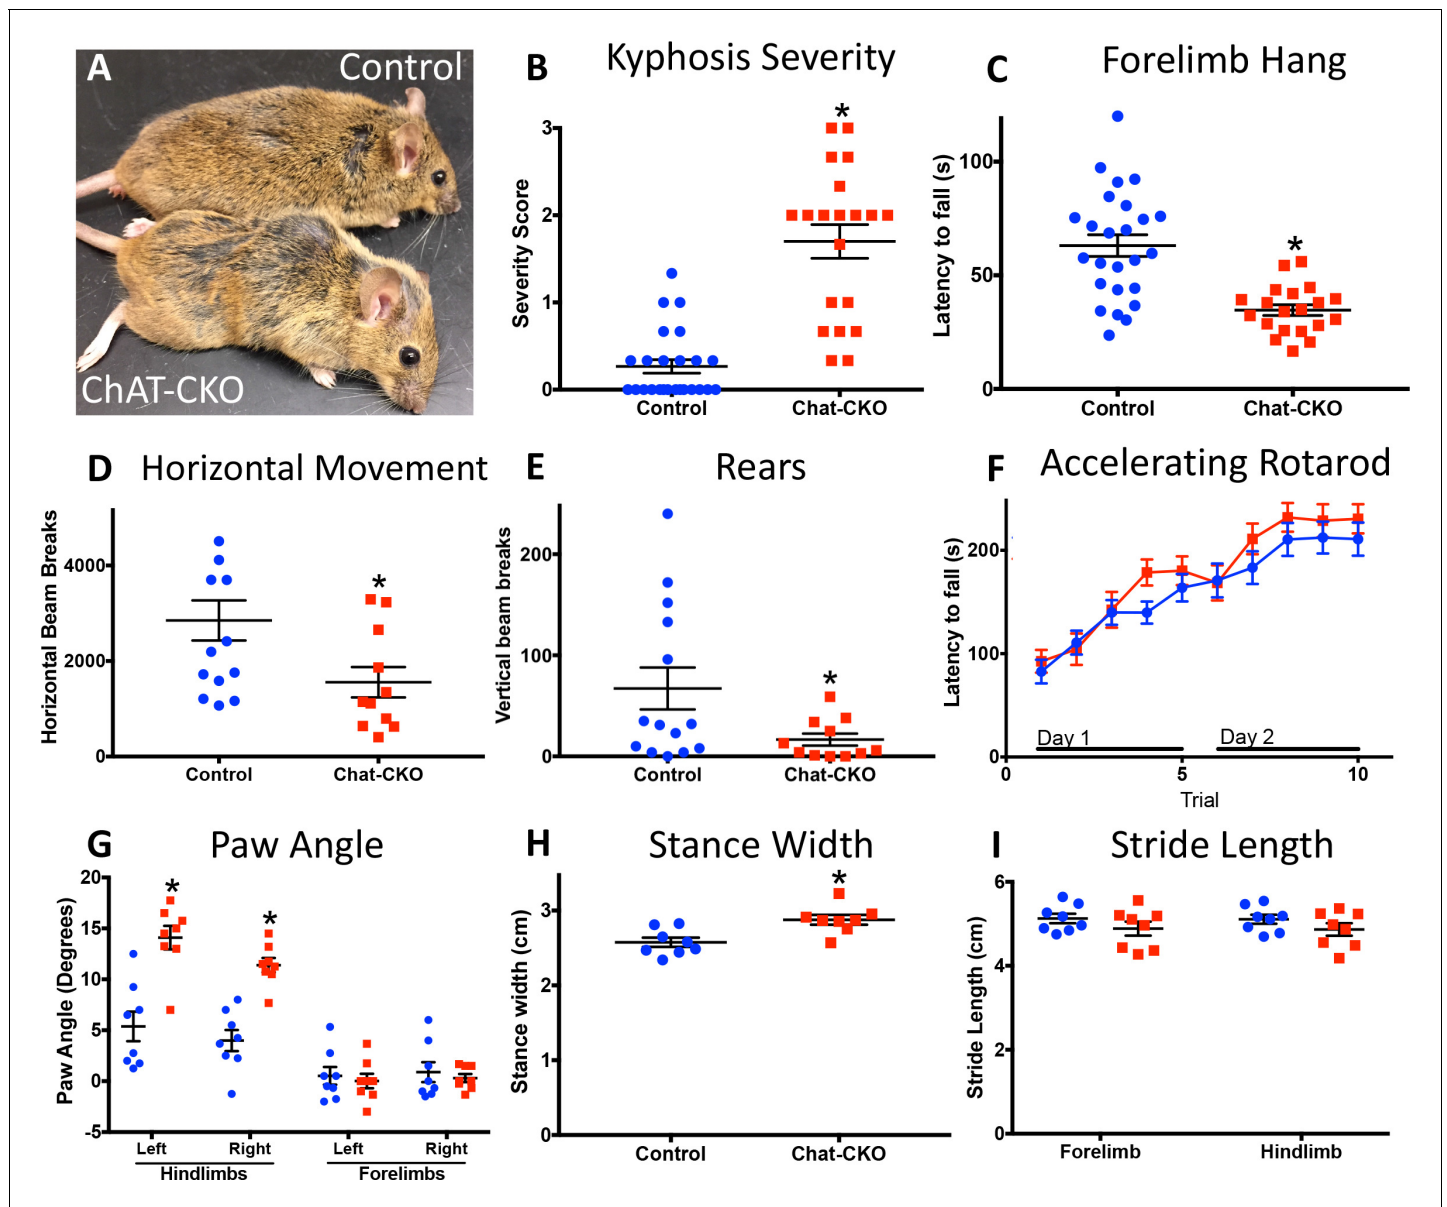 A
Control
ChAT-CKO
B
Kyphosis Severity
*
Severity Score
3
2
1
0
Control
Chat-CKO
C
Forelimb Hang
*
Latency to fall (s)
100
50
0
Control
Chat-CKO
D
Horizontal Movement
*
Horizontal Beam Breaks
4000
2000
0
Control
Chat-CKO
E
Rears
*
Vertical beam breaks
200
100
0
Control
Chat-CKO
F
Accelerating Rotarod
Latency to fall (s)
200
100
0
Day 1
Day 2
0
5
10
Trial
G
Paw Angle
*
*
Paw Angle (Degrees)
20
15
10
5
0
-5
Left
Right
Left
Right
Hindlimbs
Forelimbs
H
Stance Width
*
Stance width (cm)
3
2
1
0
Control
Chat-CKO
I
Stride Length
Stride Length (cm)
6
4
2
0
Forelimb
Hindlimb